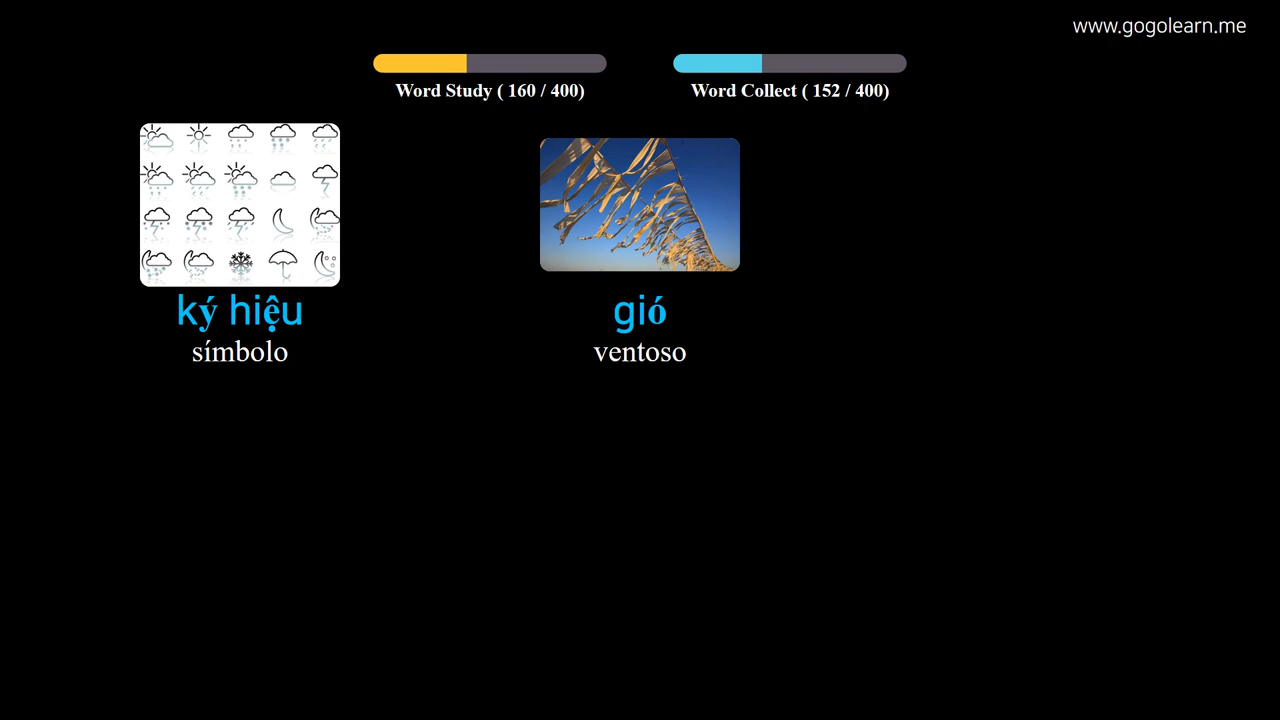 www.gogolearn.me
Word Study ( 160 / 400)
Word Collect ( 152 / 400)
ký hiệu
símbolo
gió
ventoso